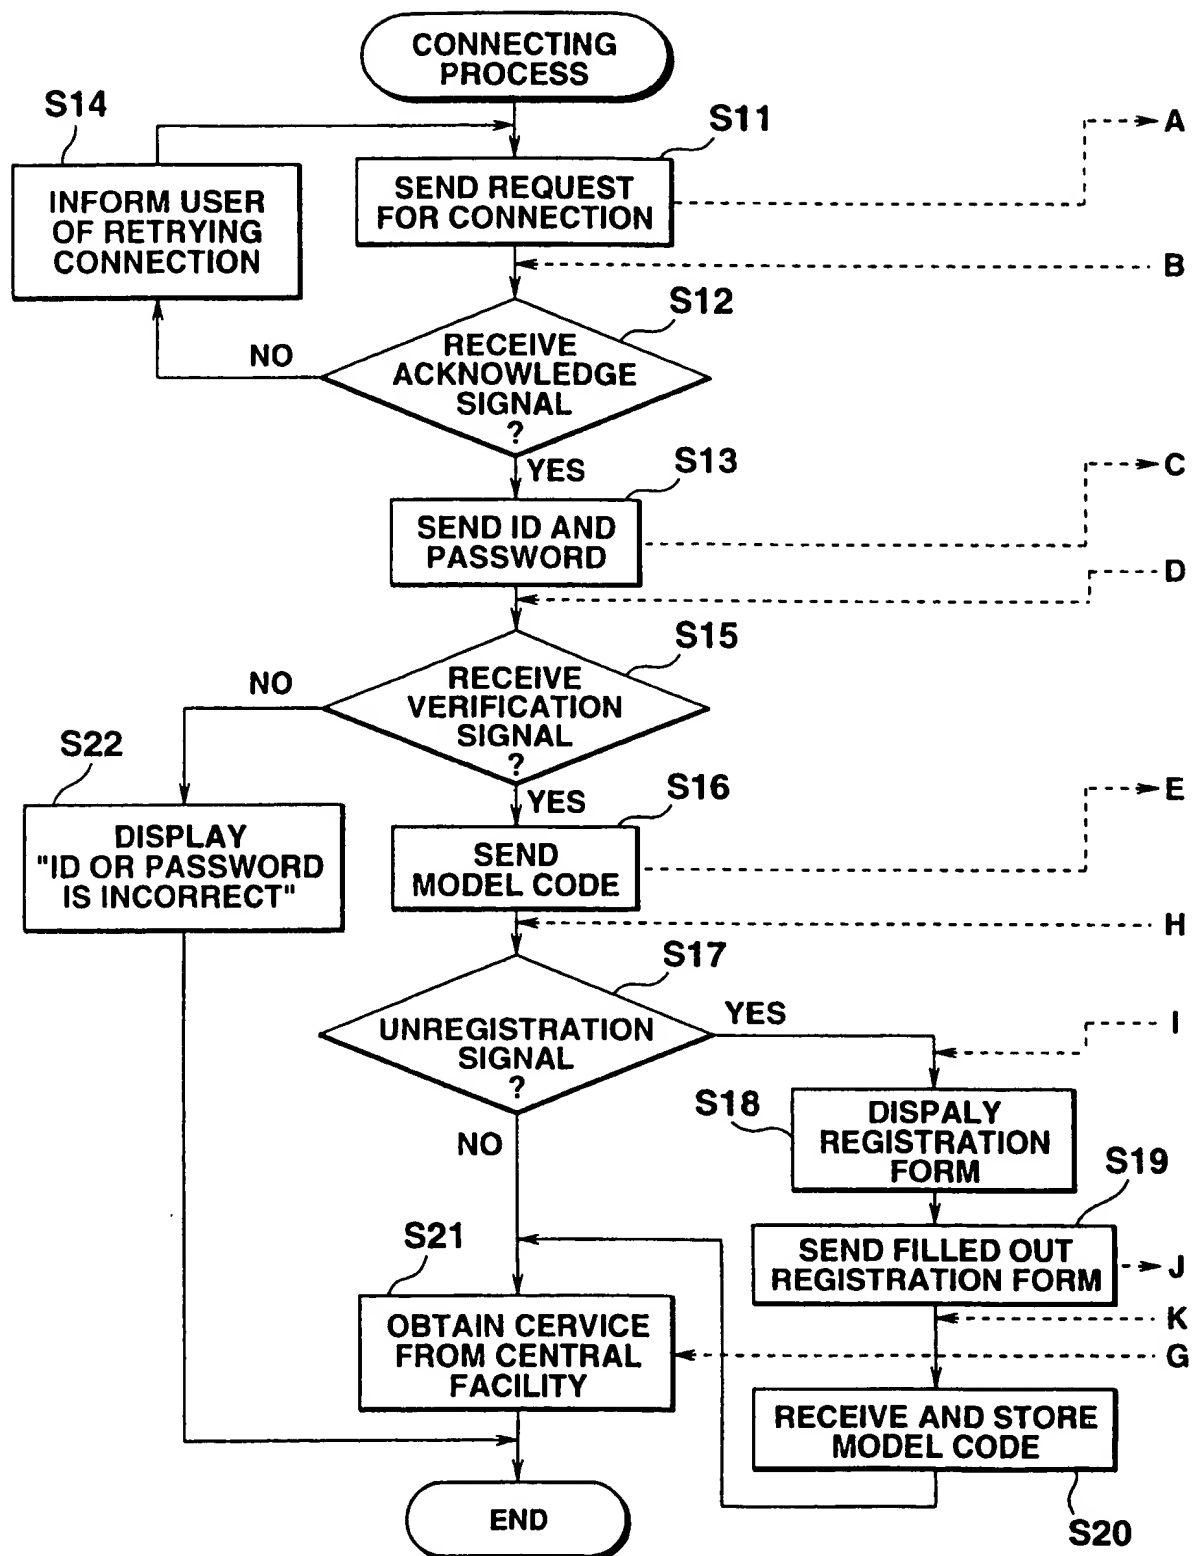 CONNECTING
PROCESS
S14
S11
A
INFORM USER
OF RETRYING
CONNECTION
SEND REQUEST
FOR CONNECTION
B
S12
NO
RECEIVE
ACKNOWLEDGE
SIGNAL
?
YES
S13
C
SEND ID AND
PASSWORD
D
S15
NO
RECEIVE
VERIFICATION
SIGNAL
?
S22
YES
S16
E
DISPLAY
"ID OR PASSWORD
IS INCORRECT"
SEND
MODEL CODE
H
S17
YES
UNREGISTRATION
SIGNAL
?
I
NO
S18
DISPALY
REGISTRATION
FORM
S19
S21
SEND FILLED OUT
REGISTRATION FORM
J
K
OBTAIN CERVICE
FROM CENTRAL
FACILITY
G
RECEIVE AND STORE
MODEL CODE
END
S20